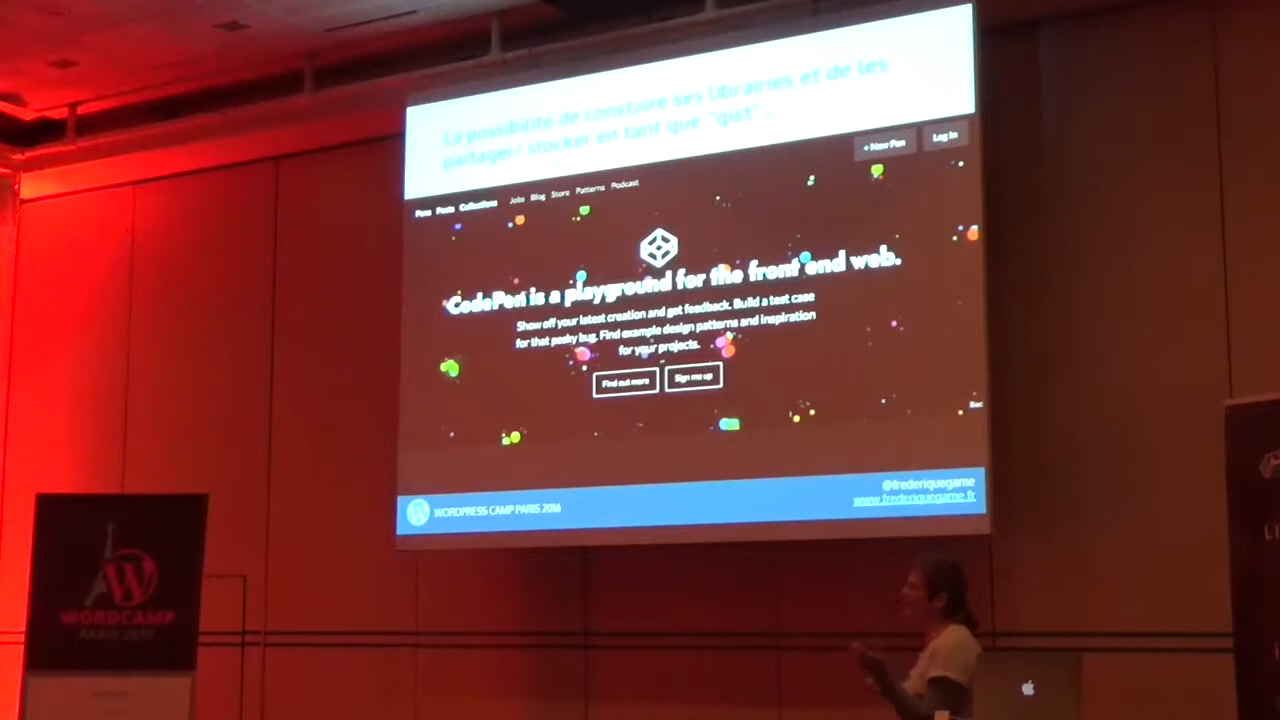 La possibilité de constuire ses librairies et de les
partager/ stocker en tant que "gist" -
+ New Pen
Log In
Pens Posts Collections Jobs Blog Store Patterns Podcast
CodePen is a playground for the front end web.
Show off your latest creation and get feedback. Build a test case
for that pesky bug. Find example design patterns and inspiration
for your projects.
Find out more
Sign me up
Bac
@frederiquegame
WORDPRESS CAMP PARIS 2016
www.frederiquegame.fr
WORDCAMP